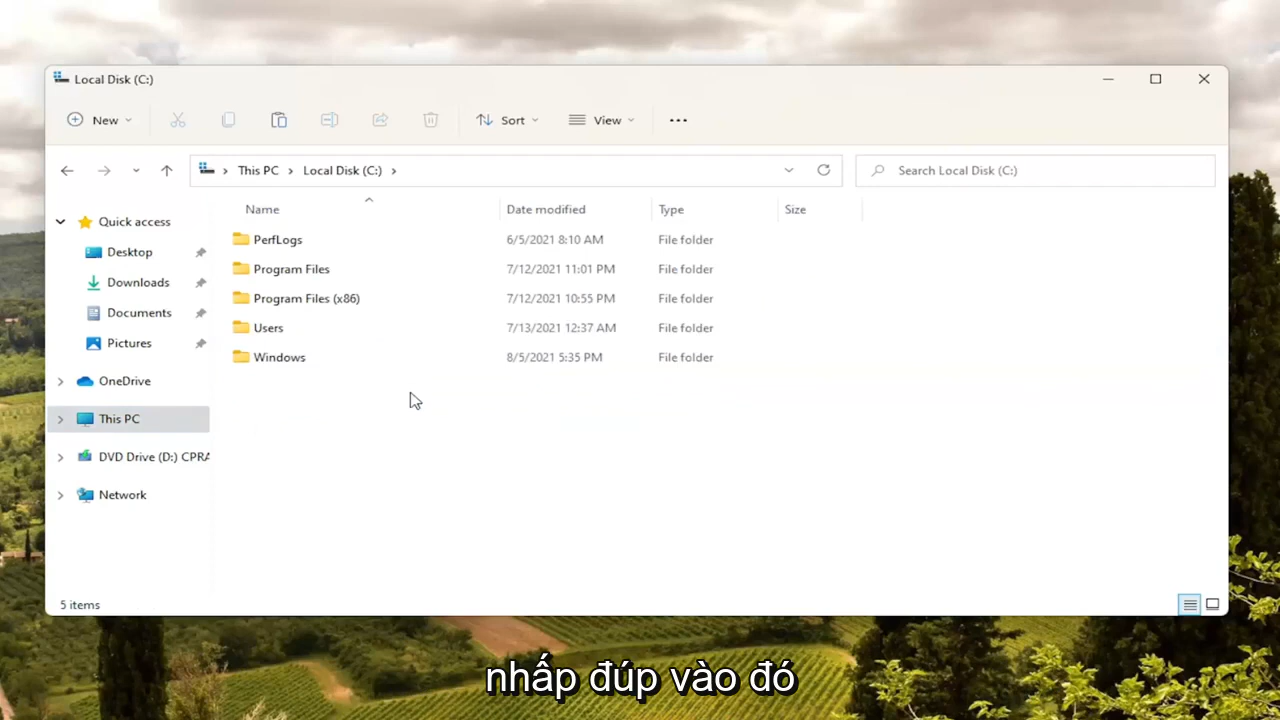 Local Disk (C:)
New
Sort
View
This PC
Local Disk (C:)
Search Local Disk (C:)
Name
Date modified
Type
Size
Quick access
Desktop
Downloads
Documents
Pictures
OneDrive
This PC
DVD Drive (D:) CPRA
Network
PerfLogs 6/5/2021 8:10 AM File folder
Program Files 7/12/2021 11:01 PM File folder
Program Files (x86) 7/12/2021 10:55 PM File folder
Users 7/13/2021 12:37 AM File folder
Windows 8/5/2021 5:35 PM File folder
5 items
nhấp đúp vào đó